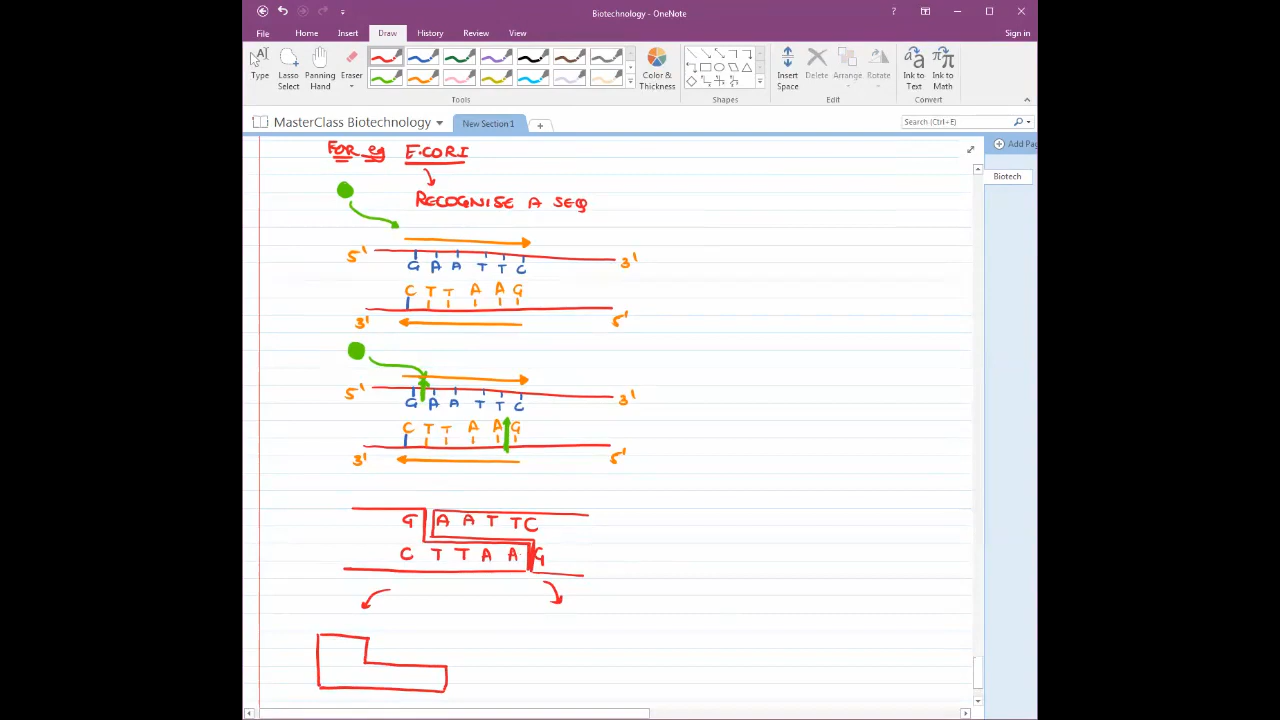 Biotechnology - OneNote
?
File Home Insert Draw History Review View Sign in
Type Lasso Select Panning Hand Eraser Color & Thickness Insert Space Delete Arrange Rotate Ink to Text Ink to Math
Tools Shapes Edit Convert
MasterClass Biotechnology New Section 1 + Search (Ctrl+E)
Add Pag
Biotech
FOR eg E.CORI
RECOGNISE A SEQ
5' G A A T T C 3'
C T T A A G
3' 5'
5' G A A T T C 3'
C T T A A G
3' 5'
G A A T T C
C T T A A G